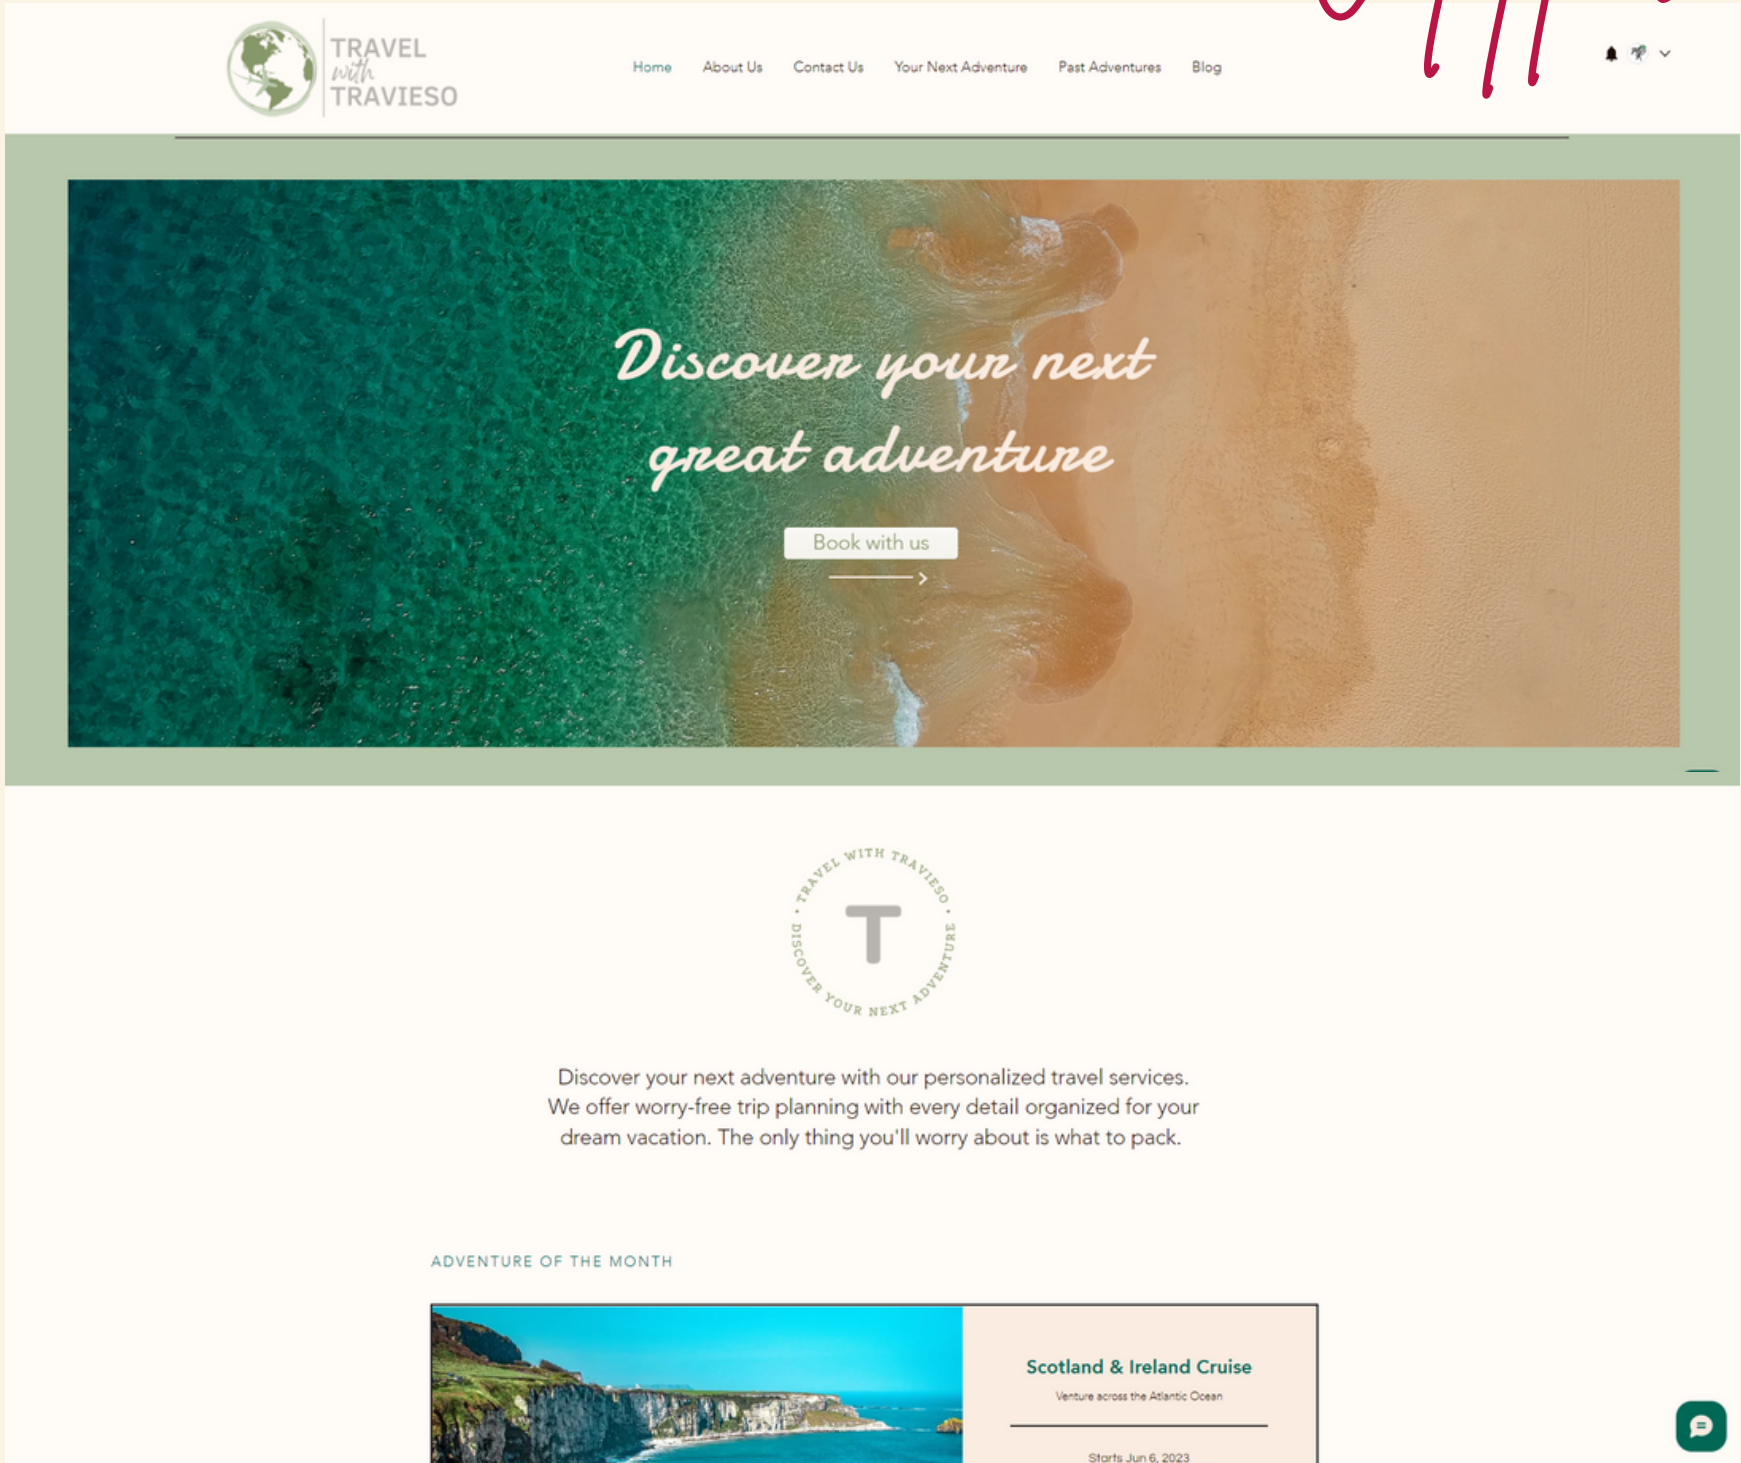 TRAVEL
with
TRAVIESO
Home About Us Contact Us Your Next Adventure Past Adventures Blog
Discover your next
great adventure
Book with us
• TRAVEL WITH TRAVIESO •
DISCOVER YOUR NEXT ADVENTURE
T
Discover your next adventure with our personalized travel services.
We offer worry-free trip planning with every detail organized for your
dream vacation. The only thing you'll worry about is what to pack.
ADVENTURE OF THE MONTH
Scotland & Ireland Cruise
Venture across the Atlantic Ocean
Starts Jun 6, 2023